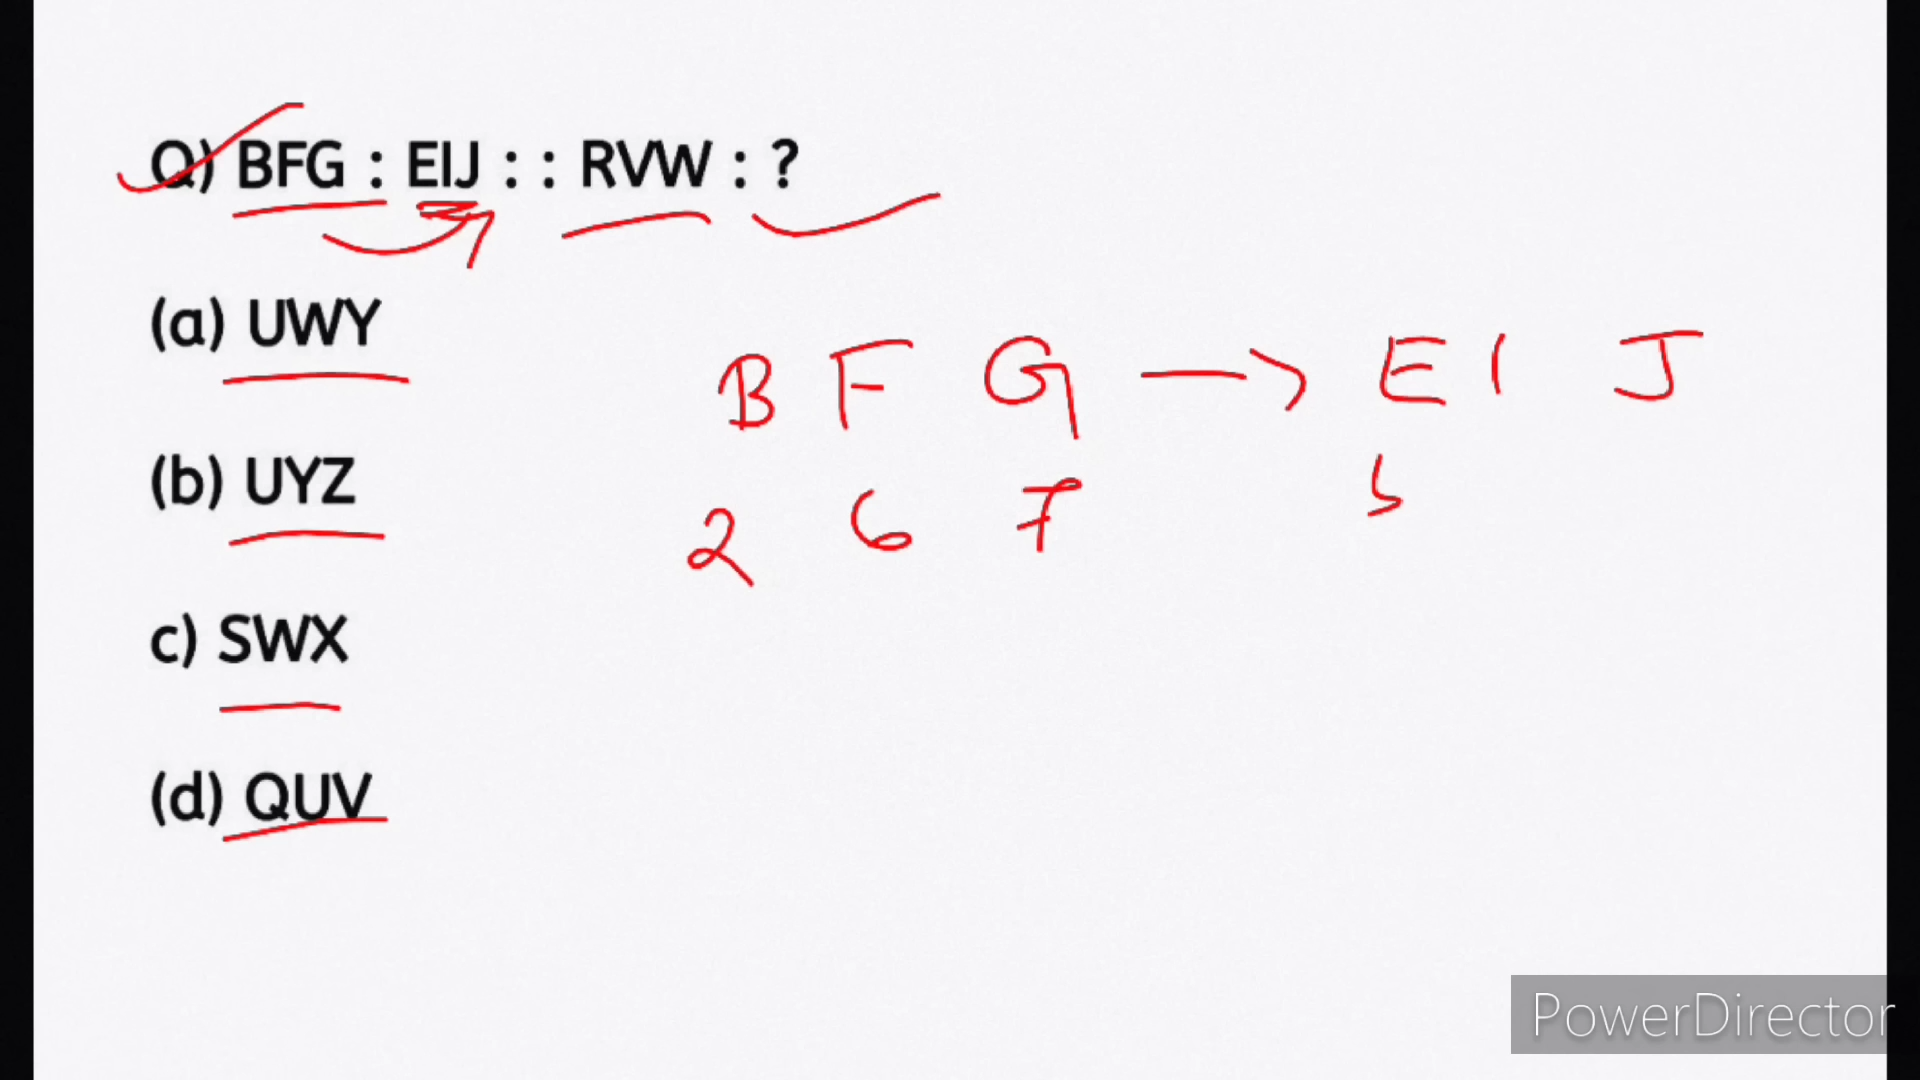 Q) BFG : EIJ : : RVW : ?
(a) UWY
B F G → E I J
(b) UYZ
2 6 7 5
c) SWX
(d) QUV
PowerDirector